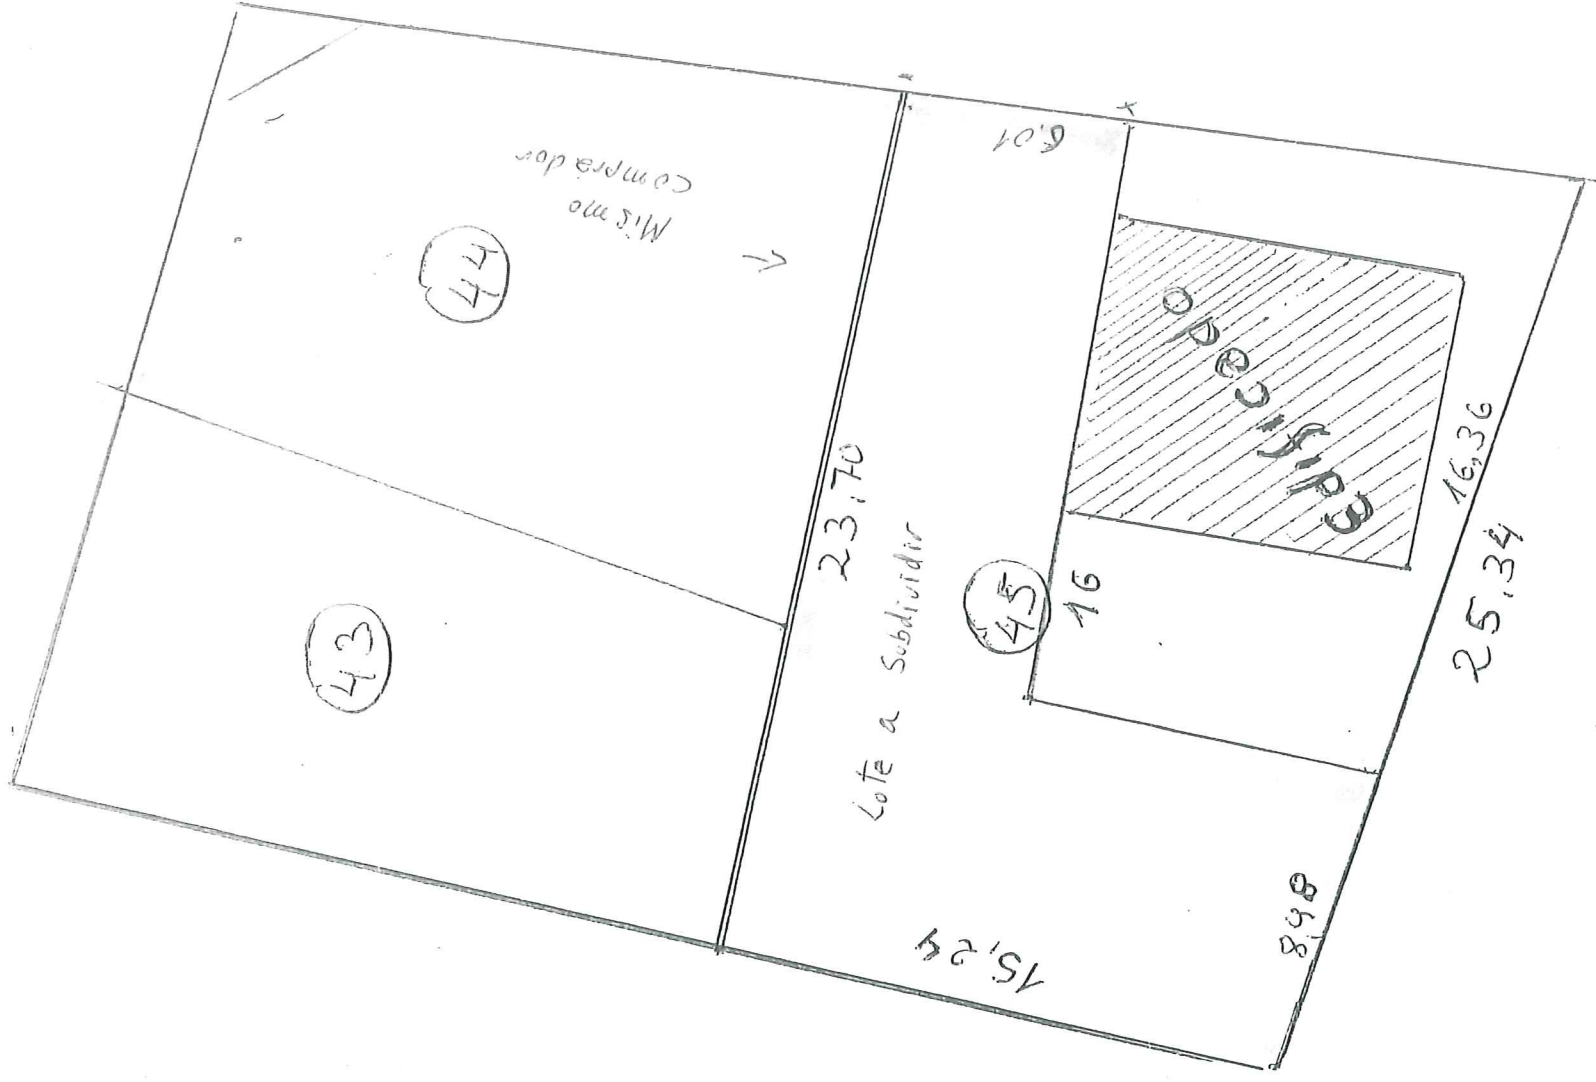 44
Mismo
comprador
43
23.70
Lote a Subdividir
45
16
6.01
Edificado
16,36
25.34
8,98
15,24